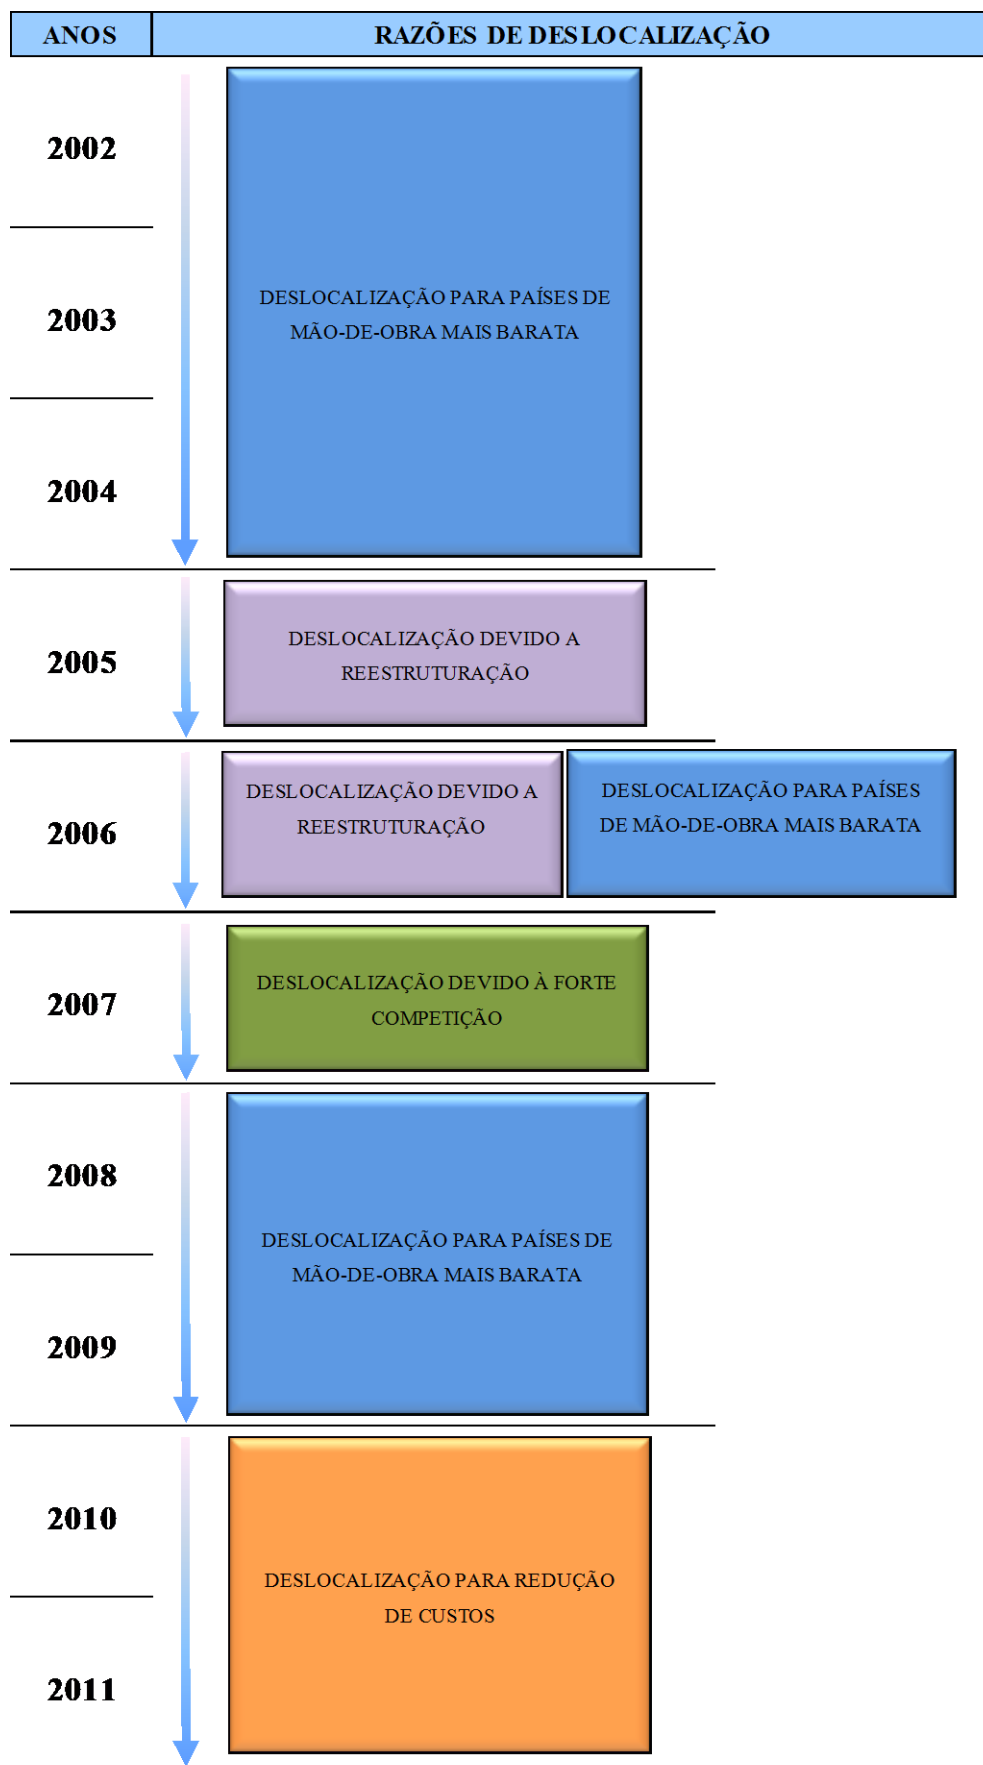 ANOS RAZÕES DE DESLOCALIZAÇÃO
2002
2003
2004
DESLOCALIZAÇÃO PARA PAÍSES DE
MÃO-DE-OBRA MAIS BARATA
2005
DESLOCALIZAÇÃO DEVIDO A
REESTRUTURAÇÃO
2006
DESLOCALIZAÇÃO DEVIDO A
REESTRUTURAÇÃO
DESLOCALIZAÇÃO PARA PAÍSES
DE MÃO-DE-OBRA MAIS BARATA
2007
DESLOCALIZAÇÃO DEVIDO À FORTE
COMPETIÇÃO
2008
2009
DESLOCALIZAÇÃO PARA PAÍSES DE
MÃO-DE-OBRA MAIS BARATA
2010
2011
DESLOCALIZAÇÃO PARA REDUÇÃO
DE CUSTOS